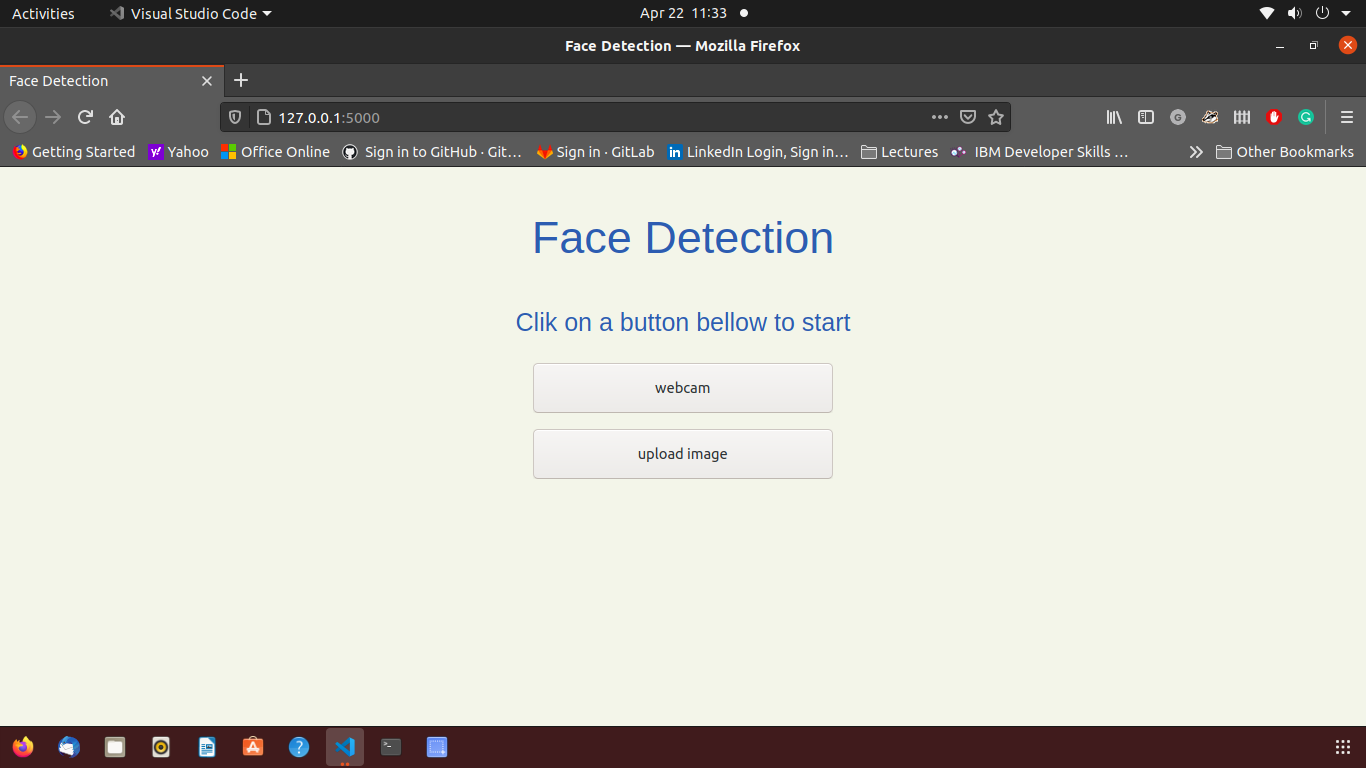 Activities
Visual Studio Code
Apr 22 11:33
Face Detection — Mozilla Firefox
Face Detection
127.0.0.1:5000
Getting Started
Yahoo
Office Online
Sign in to GitHub · Git…
Sign in · GitLab
LinkedIn Login, Sign in…
Lectures
IBM Developer Skills …
Other Bookmarks
Face Detection
Clik on a button bellow to start
webcam
upload image